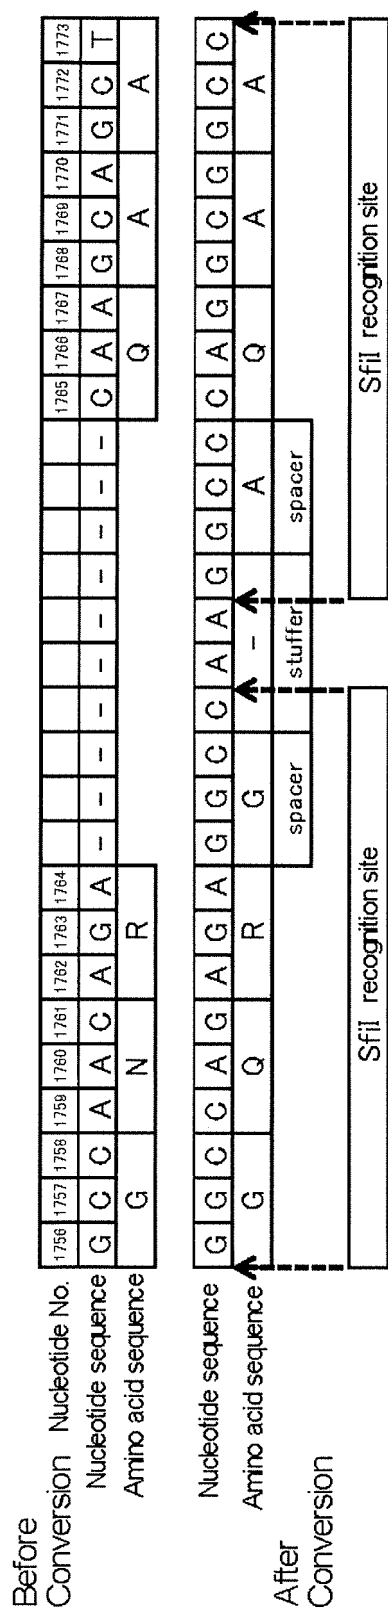 Before
Conversion
Nucleotide No. 1756 1757 1758 1759 1760 1761 1762 1763 1764 1765 1766 1767 1768 1769 1770 1771 1772 1773
Nucleotide sequence G C C A A C A G A - - - - - - - - - - C A A G C A G C T
Amino acid sequence G N R Q A A
Nucleotide sequence G G C C A G A G A G G C C A A G G C C C A G G C G G C C
Amino acid sequence G Q R G - A Q A A
After
Conversion
spacer stuffer spacer
SfiI recognition site SfiI recognition site